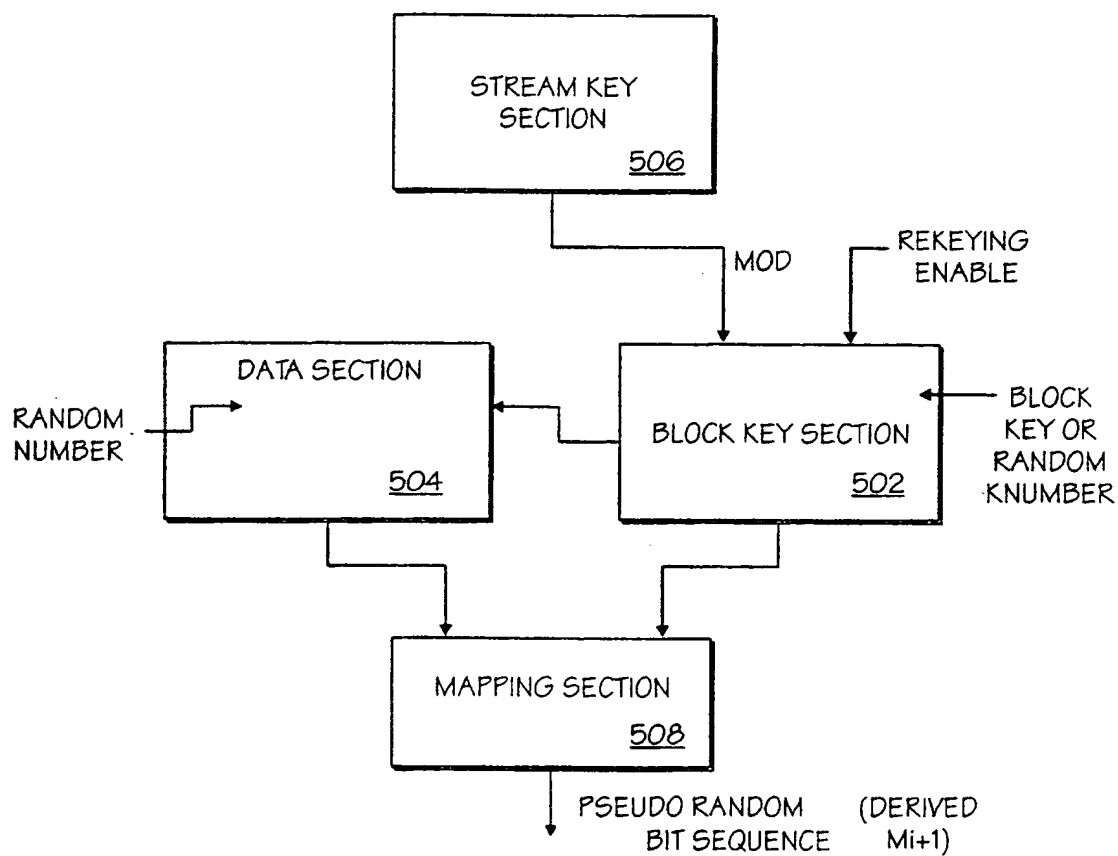 STREAM KEY
SECTION
506
MOD
REKEYING
ENABLE
DATA SECTION
504
RANDOM
NUMBER
BLOCK KEY SECTION
502
BLOCK
KEY OR
RANDOM
KNUMBER
MAPPING SECTION
508
PSEUDO RANDOM (DERIVED
BIT SEQUENCE Mi+1)